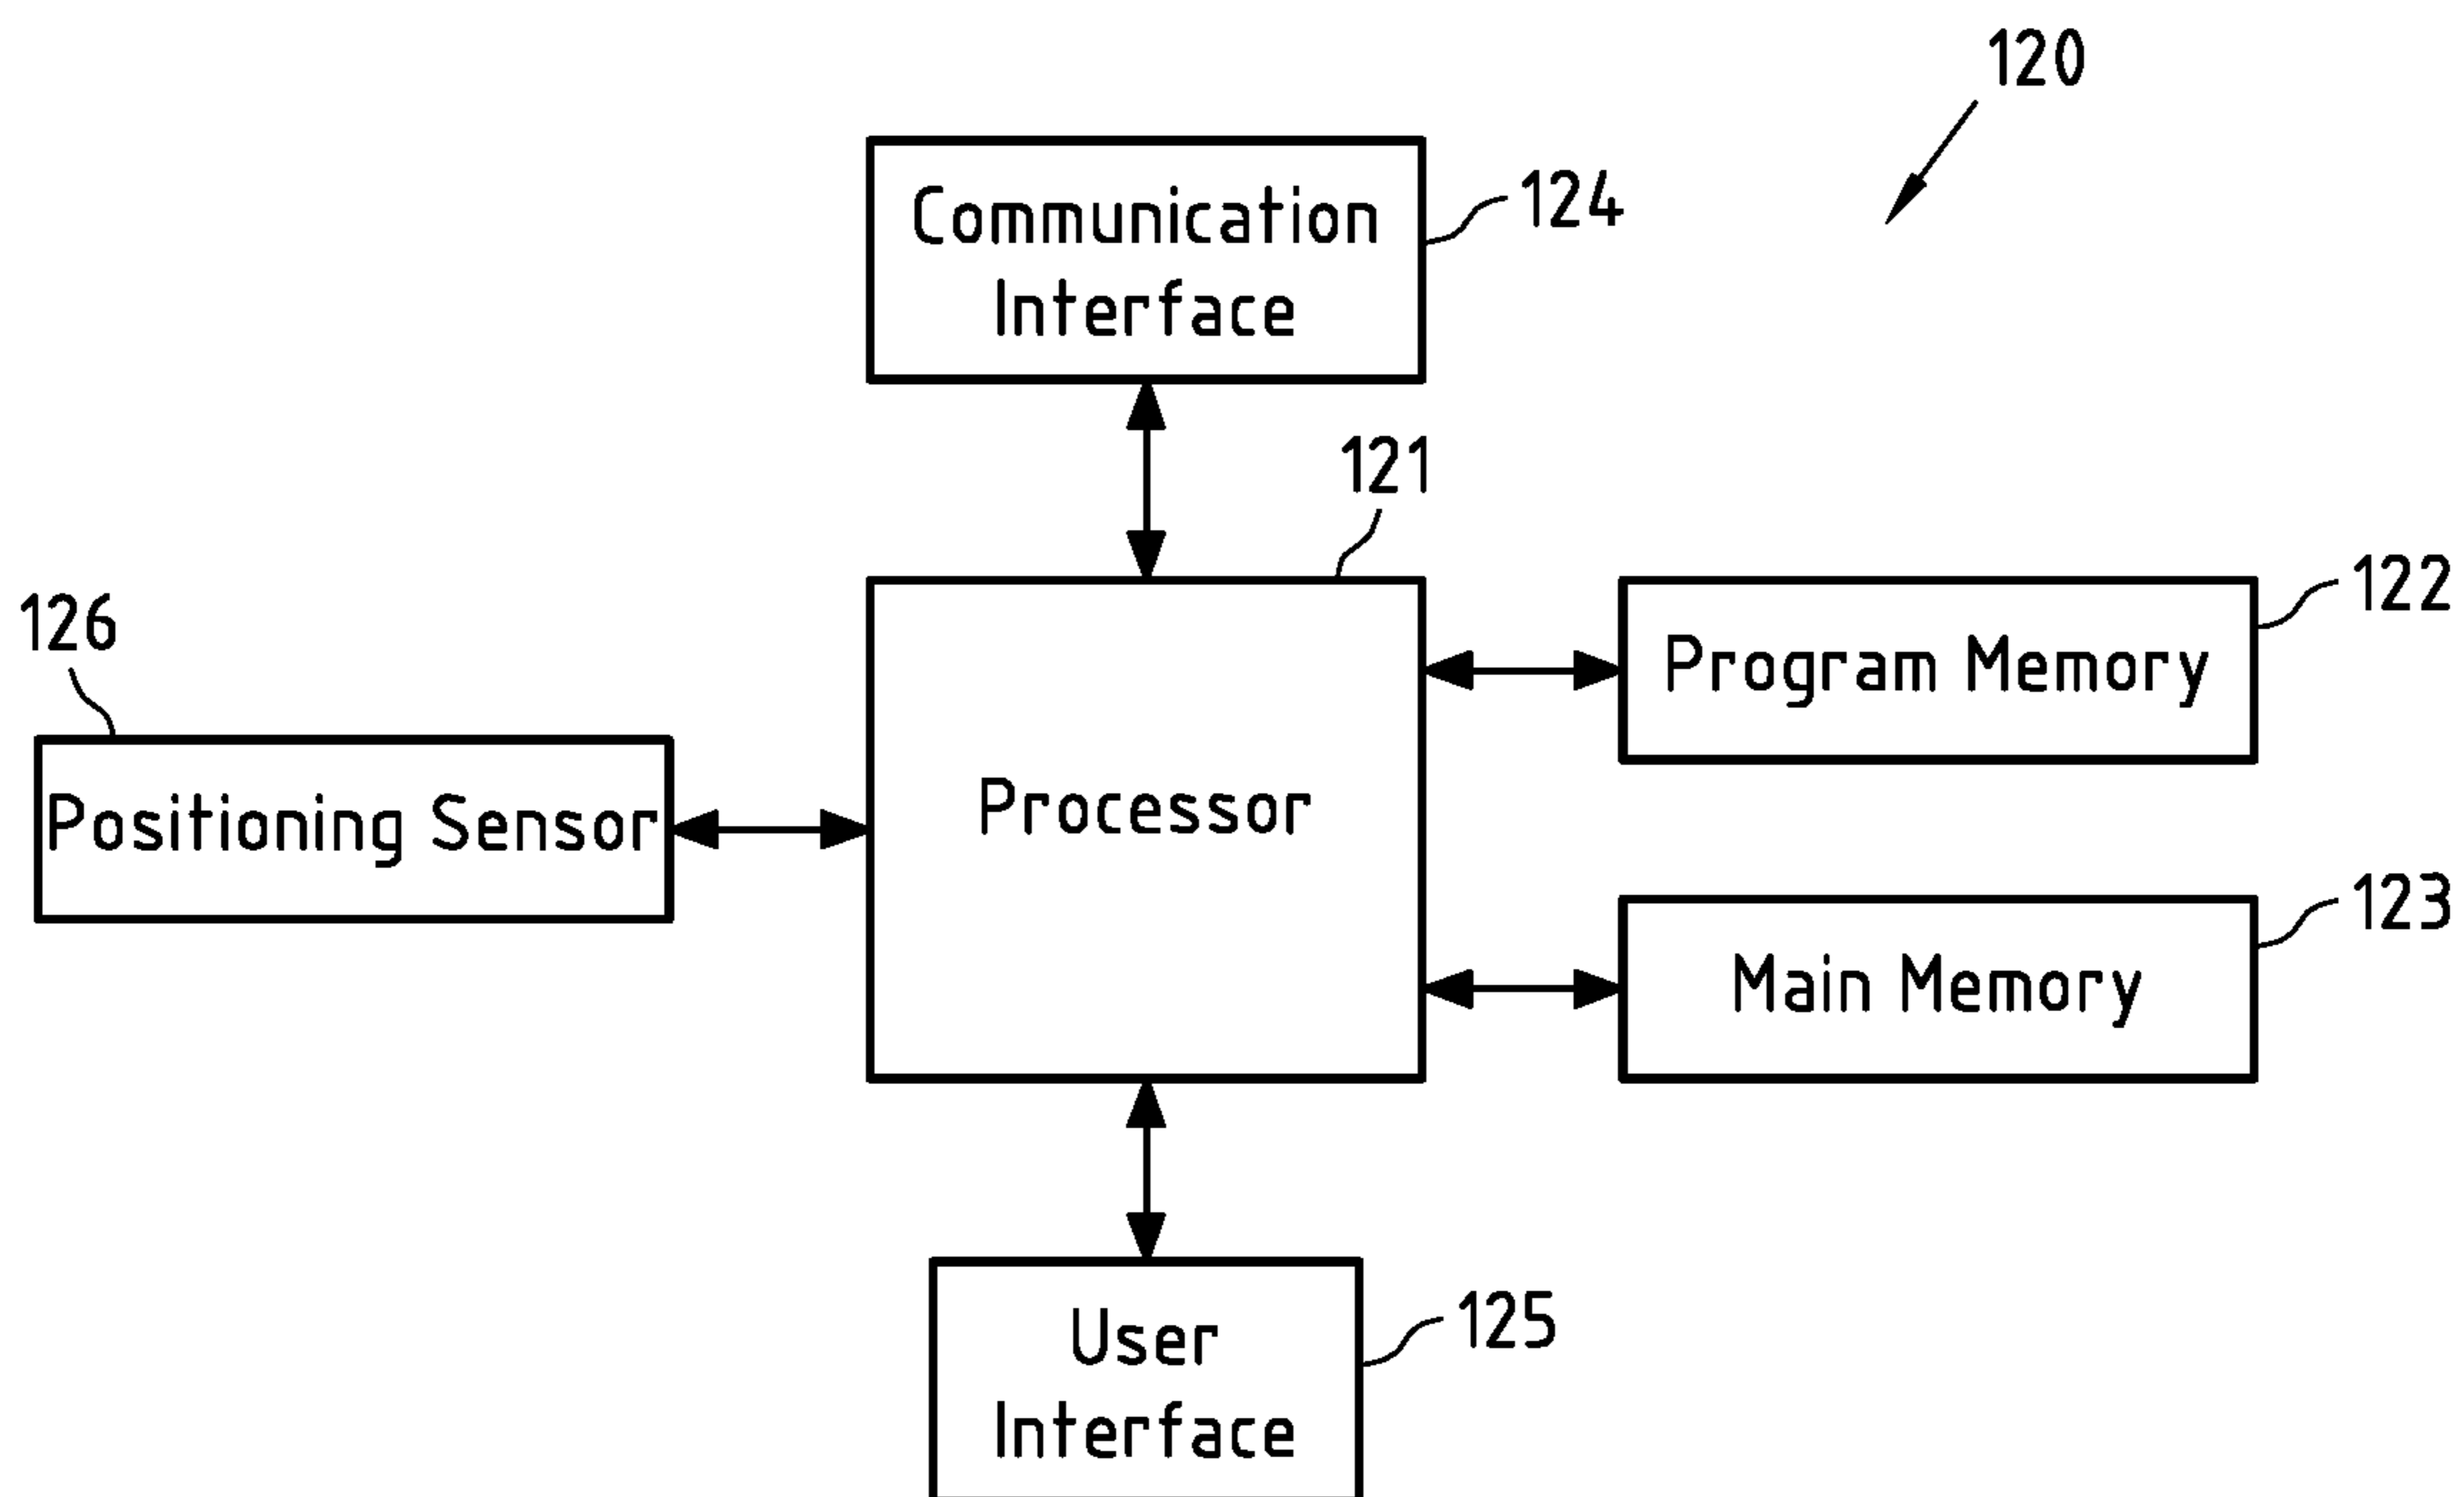 120
Communication
Interface
124
121
126
122
Program Memory
Positioning Sensor
Processor
123
Main Memory
User
Interface
125